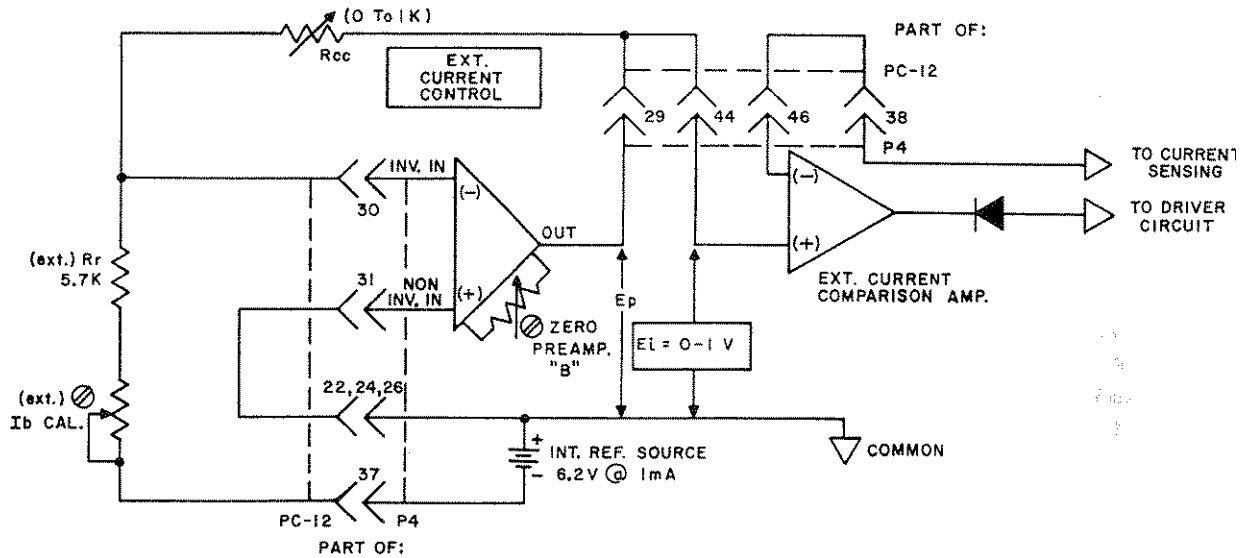 (0 To 1K)
Rcc
EXT.
CURRENT
CONTROL
PART OF:
PC-12
29
44
46
38
P4
TO CURRENT
SENSING
TO DRIVER
CIRCUIT
INV. IN
(-)
30
OUT
(-)
(+)
EXT. CURRENT
COMPARISON AMP.
(ext.) Rr
5.7K
31
NON
INV. IN
(+)
ZERO
PREAMP.
"B"
Ep
Ei = 0-1 V
(ext.)
Ib CAL.
22, 24, 26
COMMON
+
-
INT. REF. SOURCE
6.2V @ 1mA
37
PC-12
P4
PART OF: